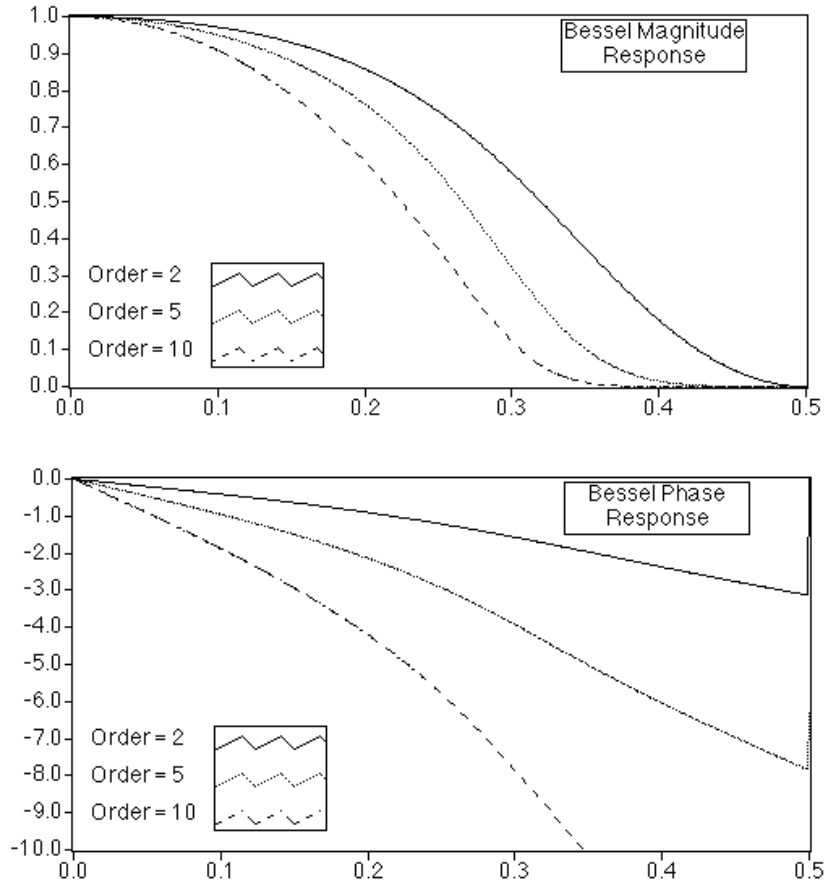 1.0
Bessel Magnitude
Response
0.9
0.8
0.7
0.6
0.5
0.4
0.3
Order = 2
0.2
Order = 5
0.1
Order = 10
0.0
0.0 0.1 0.2 0.3 0.4 0.5
0.0
Bessel Phase
Response
-1.0
-2.0
-3.0
-4.0
-5.0
-6.0
-7.0
Order = 2
-8.0
Order = 5
-9.0
Order = 10
-10.0
0.0 0.1 0.2 0.3 0.4 0.5